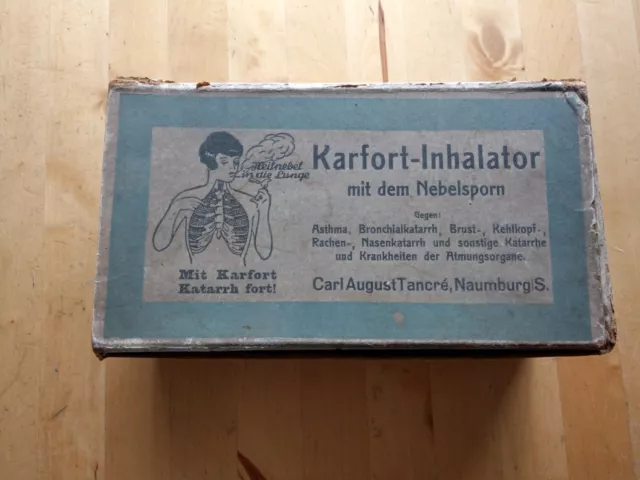 Heilnebel
in die Lunge
Mit Karfort
Katarrh fort!
Karfort-Inhalator
mit dem Nebelsporn
Gegen:
Asthma, Bronchialkatarrh, Brust-, Kehlkopf-,
Rachen-, Nasenkatarrh und sonstige Katarrhe
und Krankheiten der Atmungsorgane.
Carl August Tancré, Naumburg|S.